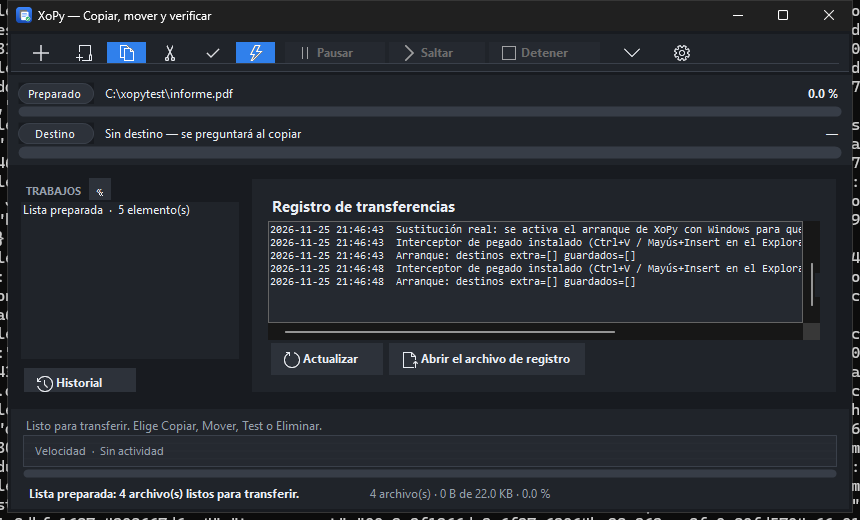 XoPy — Copiar, mover y verificar
Pausar
Saltar
Detener
Preparado
C:\xopytest\informe.pdf
0.0 %
Destino
Sin destino — se preguntará al copiar
—
TRABAJOS
Lista preparada · 5 elemento(s)
Historial
Registro de transferencias
2026-11-25 21:46:43 Sustitución real: se activa el arranque de XoPy con Windows para que
2026-11-25 21:46:43 Interceptor de pegado instalado (Ctrl+V / Mayús+Insert en el Explora
2026-11-25 21:46:43 Arranque: destinos extra=[] guardados=[]
2026-11-25 21:46:48 Interceptor de pegado instalado (Ctrl+V / Mayús+Insert en el Explora
2026-11-25 21:46:48 Arranque: destinos extra=[] guardados=[]
Actualizar
Abrir el archivo de registro
Listo para transferir. Elige Copiar, Mover, Test o Eliminar.
Velocidad · Sin actividad
Lista preparada: 4 archivo(s) listos para transferir.
4 archivo(s) · 0 B de 22.0 KB · 0.0 %